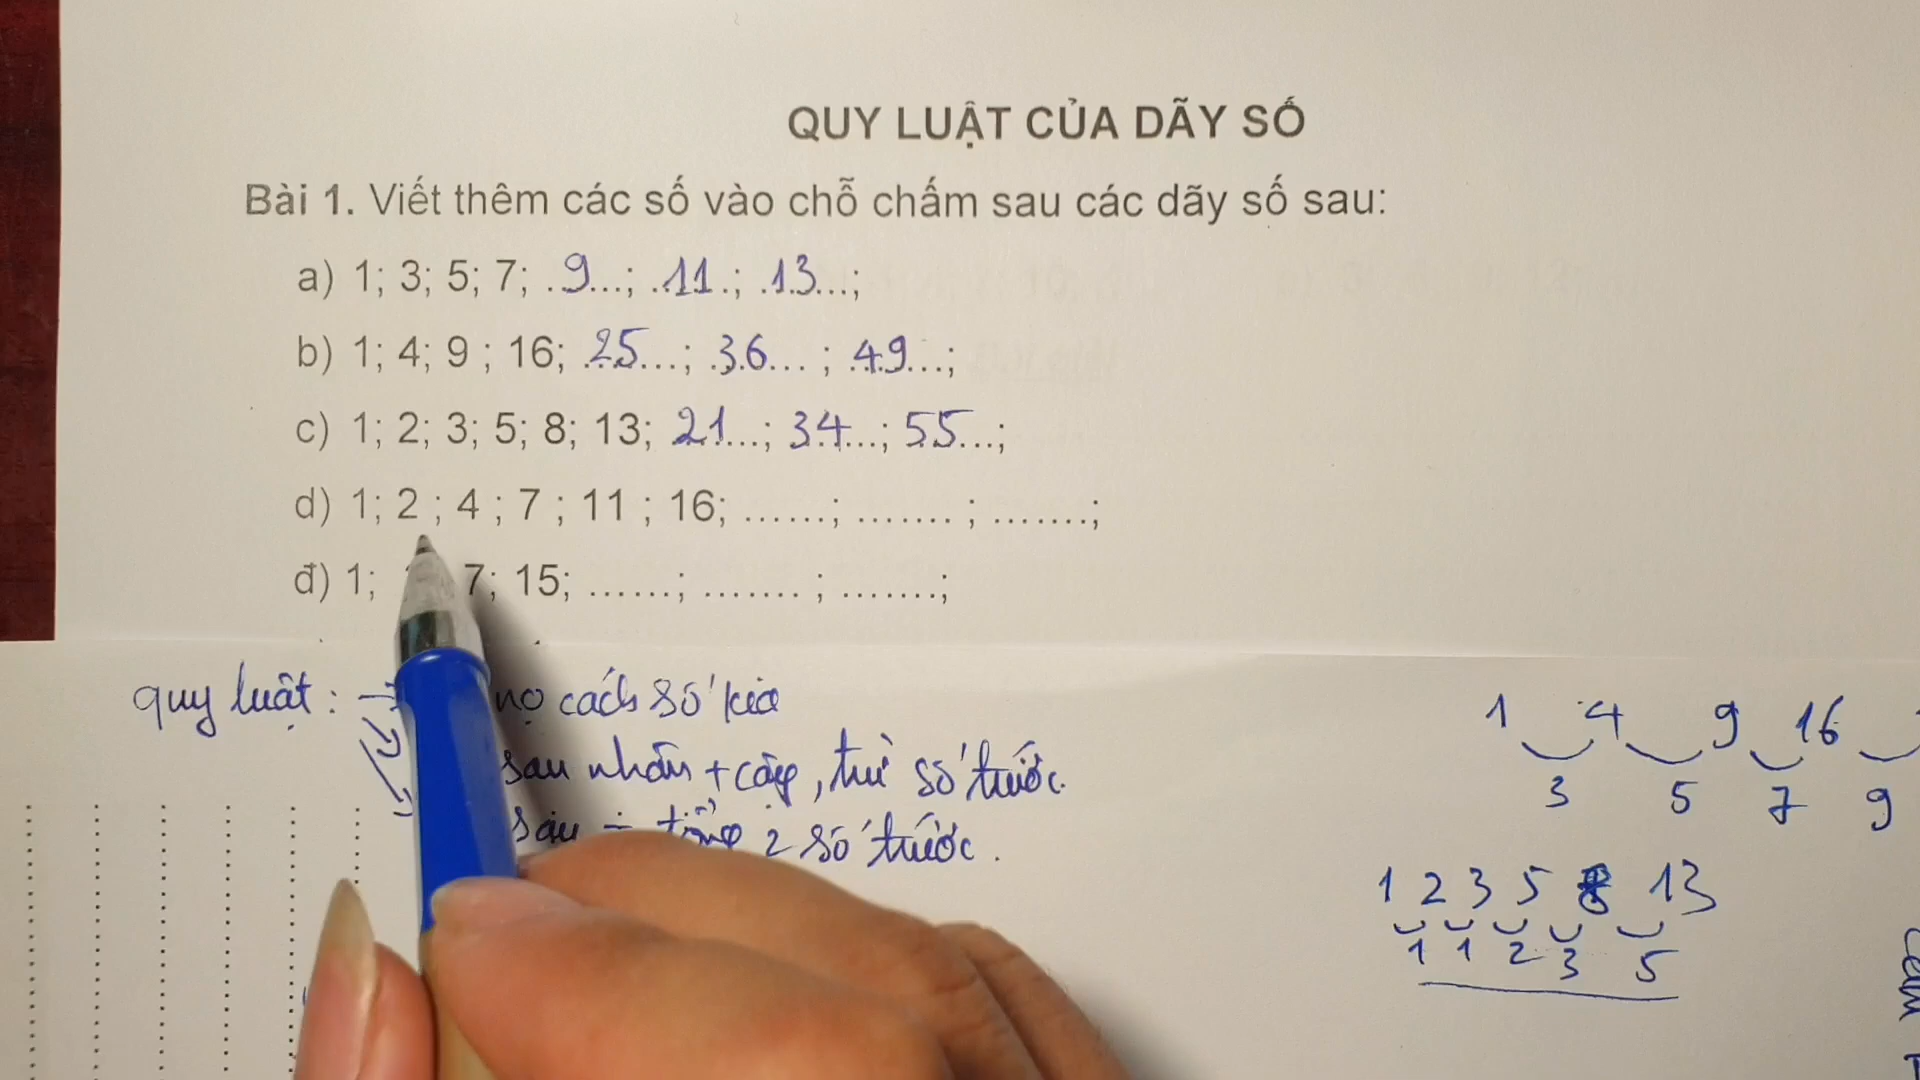 QUY LUẬT CỦA DÃY SỐ
Bài 1. Viết thêm các số vào chỗ chấm sau các dãy số sau:
a) 1; 3; 5; 7; .9...; .11.; .13...;
b) 1; 4; 9 ; 16; .25...; .36... ; .49...;
c) 1; 2; 3; 5; 8; 13; 21...; 34...; 55...;
d) 1; 2 ; 4 ; 7 ; 11 ; 16; ......; ....... ; .......;
đ) 1; 7; 15; ......; ....... ; .......;
quy luật : nọ cách số kia
sau nhân + cộng, trừ số trước.
sau = tổng 2 số trước.
1 4 9 16
3 5 7 9
1 2 3 5 8 13
1 1 2 3 5